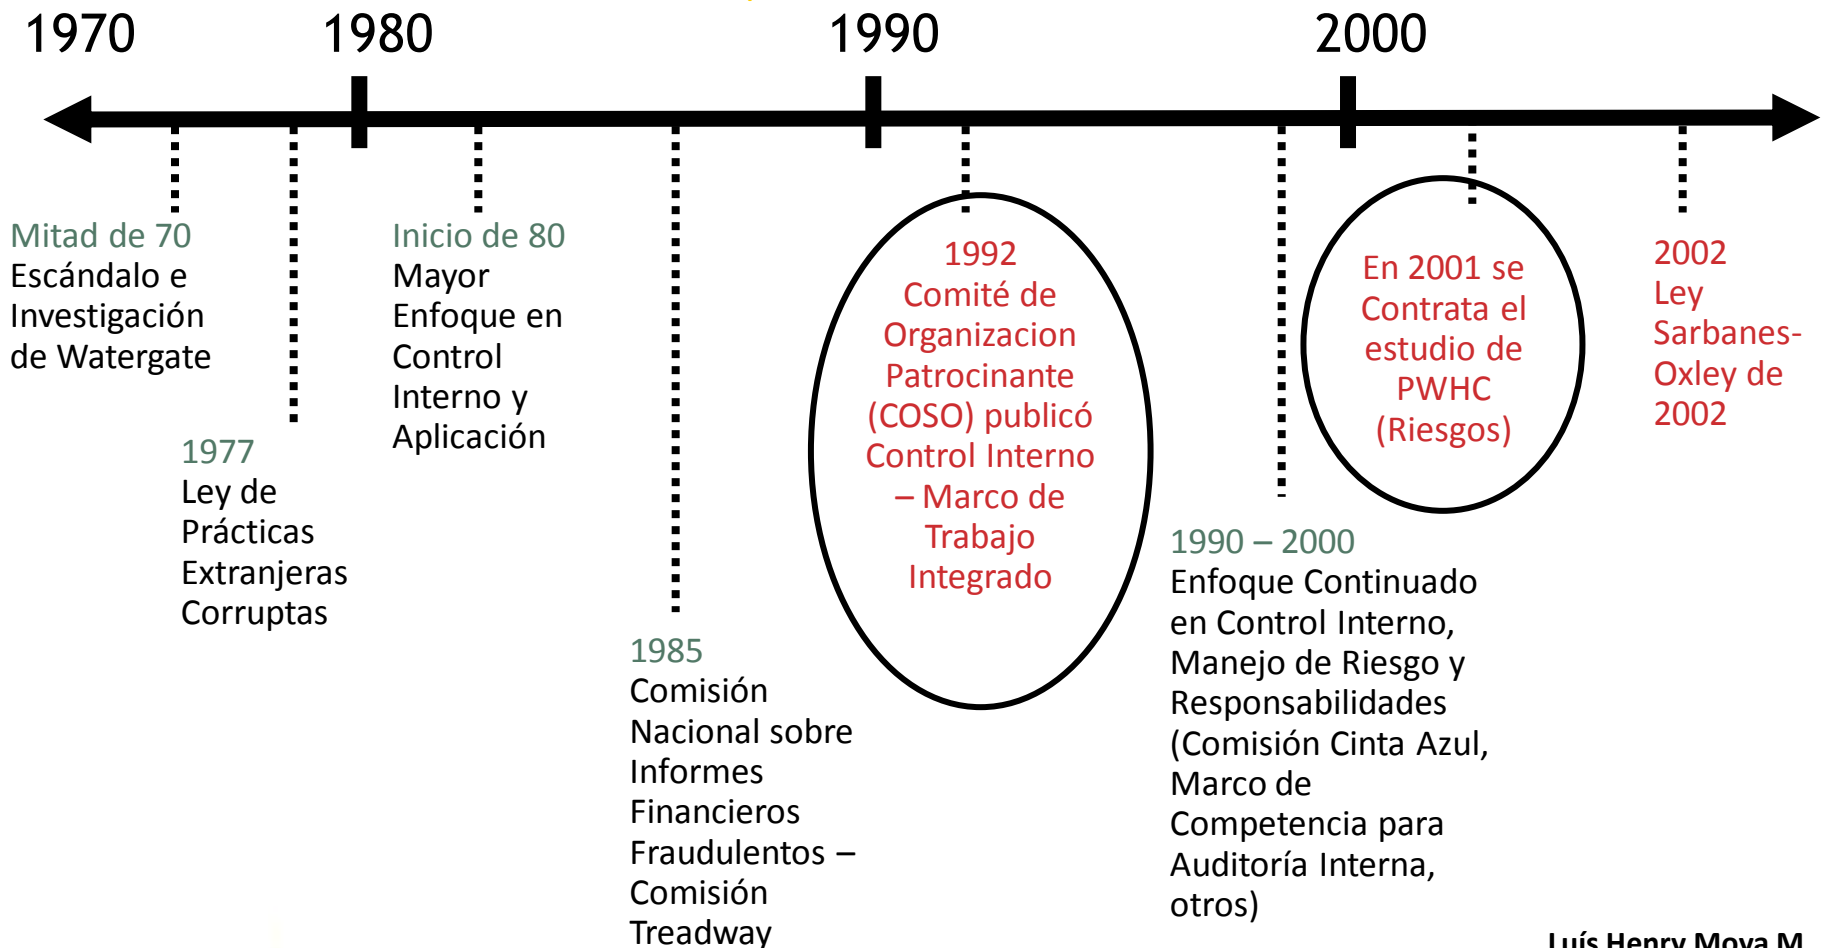 1970
1980
1990
2000
Mitad de 70
Escándalo e
Investigación
de Watergate
1977
Ley de
Prácticas
Extranjeras
Corruptas
Inicio de 80
Mayor
Enfoque en
Control
Interno y
Aplicación
1985
Comisión
Nacional sobre
Informes
Financieros
Fraudulentos –
Comisión
Treadway
1992
Comité de
Organizacion
Patrocinante
(COSO) publicó
Control Interno
– Marco de
Trabajo
Integrado
1990 – 2000
Enfoque Continuado
en Control Interno,
Manejo de Riesgo y
Responsabilidades
(Comisión Cinta Azul,
Marco de
Competencia para
Auditoría Interna,
otros)
En 2001 se
Contrata el
estudio de
PWHC
(Riesgos)
2002
Ley
Sarbanes-
Oxley de
2002
Luís Henry Moya M